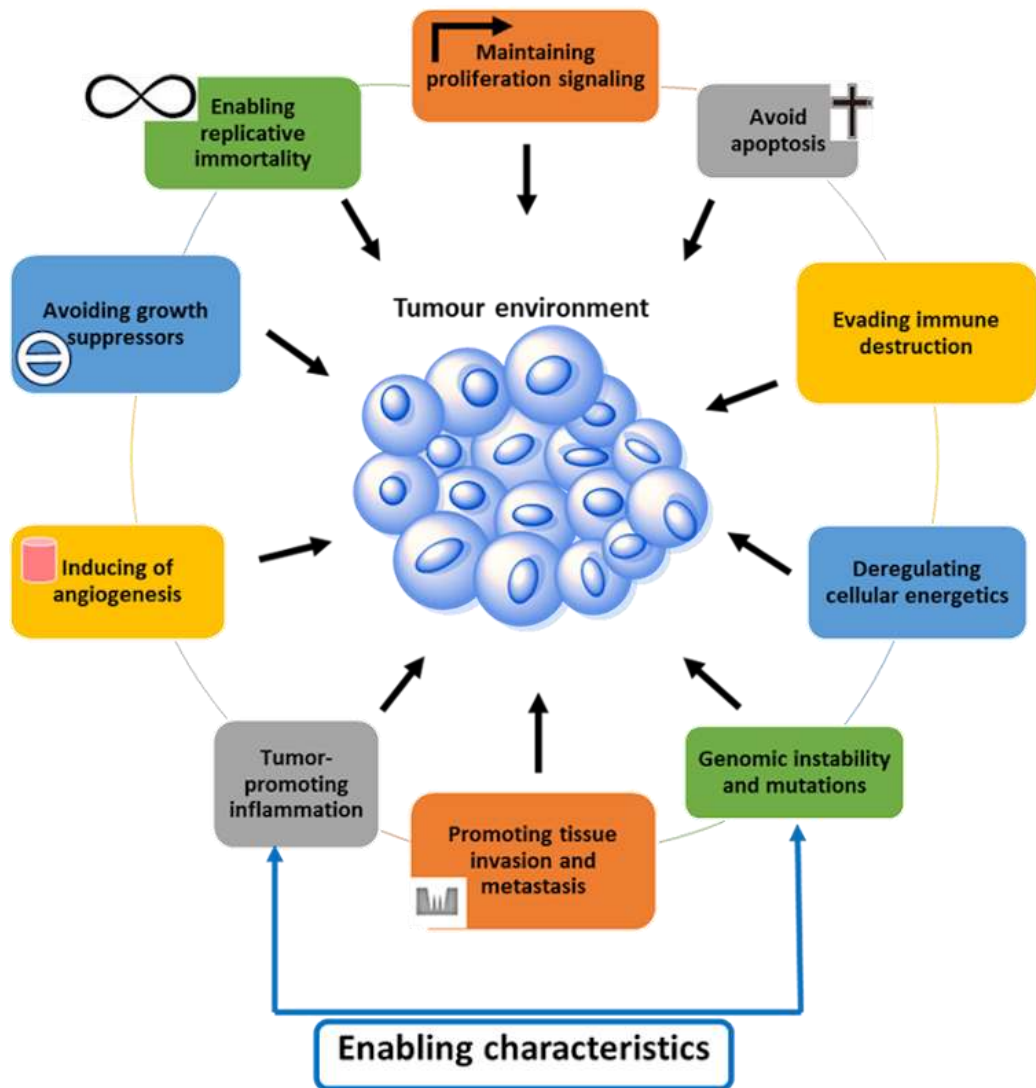 Maintaining
proliferation signaling
Enabling
replicative
immortality
Avoid
apoptosis
Avoiding growth
suppressors
Tumour environment
Evading immune
destruction
Inducing of
angiogenesis
Deregulating
cellular energetics
Tumor-
promoting
inflammation
Promoting tissue
invasion and
metastasis
Genomic instability
and mutations
Enabling characteristics